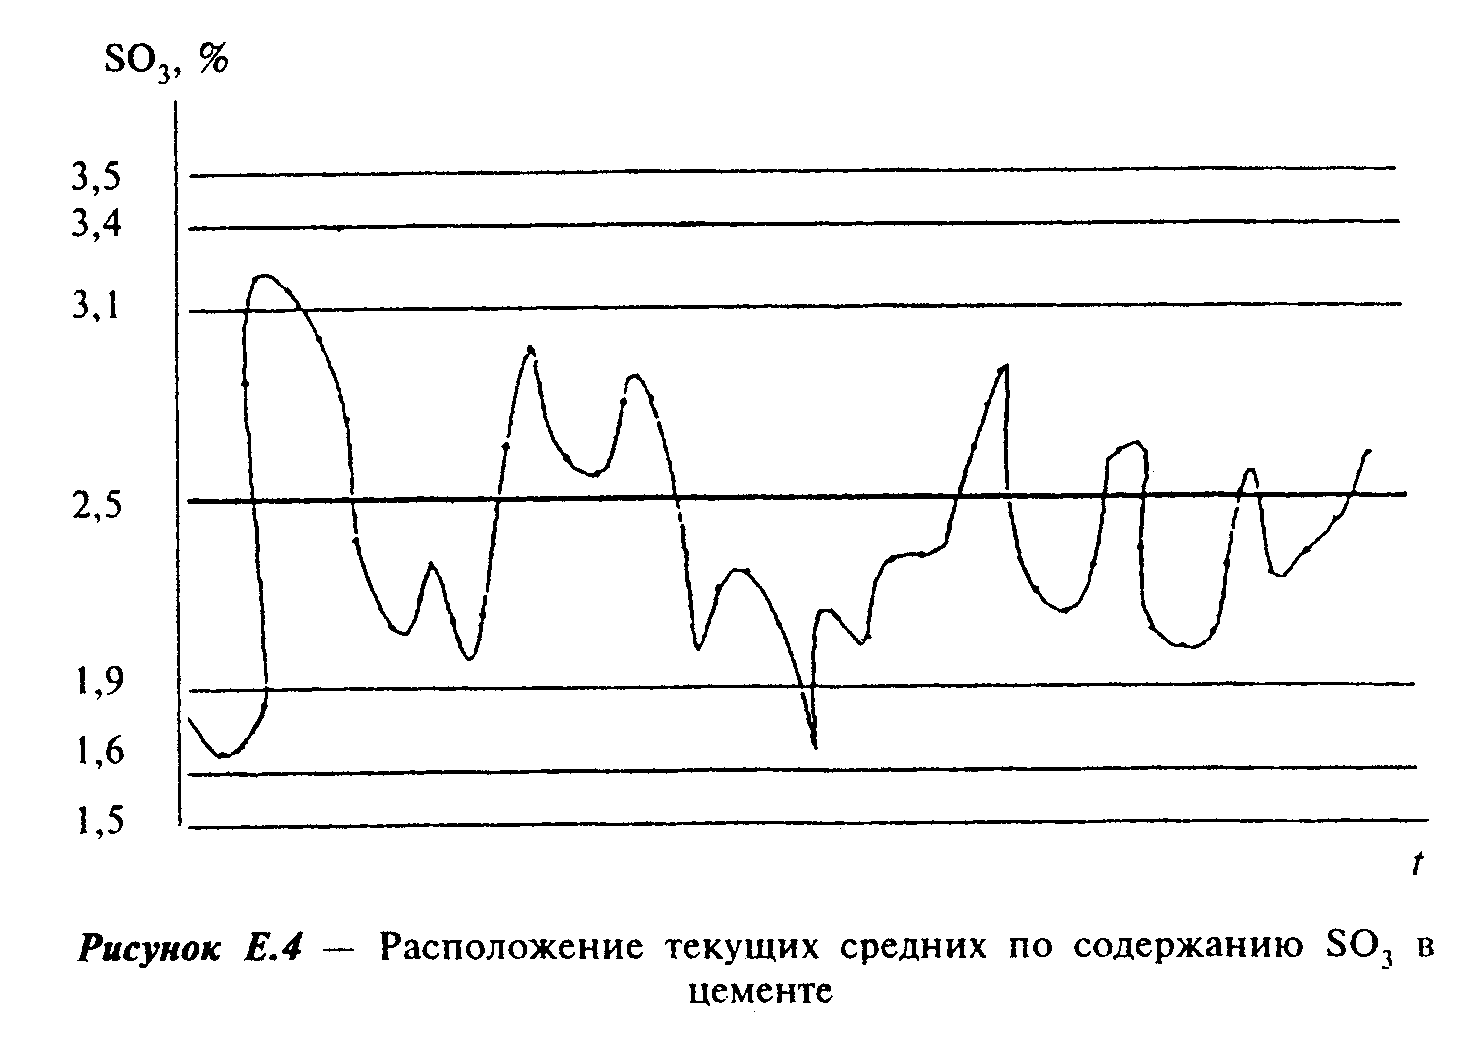 SO₃, %
3,5
3,4
3,1
2,5
1,9
1,6
1,5
t
Рисунок Е.4 — Расположение текущих средних по содержанию SO₃ в
цементе